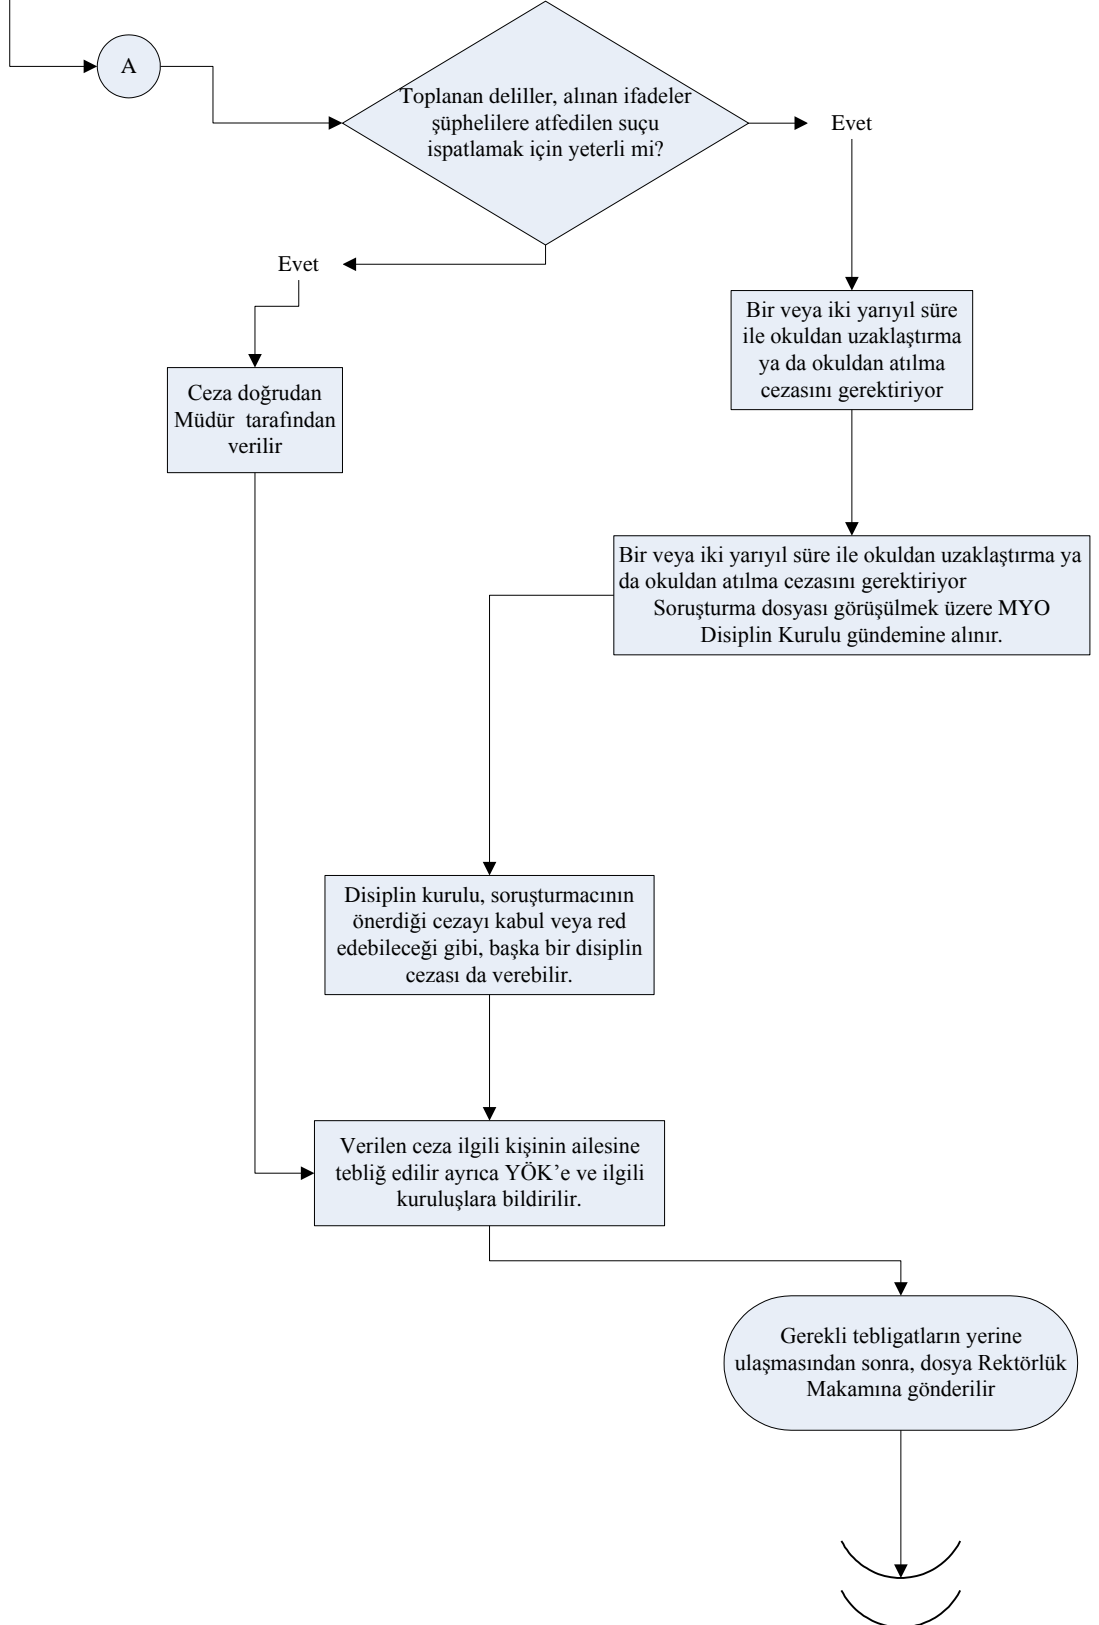 A
Toplanan deliller, alınan ifadeler
şüphelilere atfedilen suçu
ispatlamak için yeterli mi?
Evet
Evet
Bir veya iki yarıyıl süre
ile okuldan uzaklaştırma
ya da okuldan atılma
cezasını gerektiriyor
Ceza doğrudan
Müdür tarafından
verilir
Bir veya iki yarıyıl süre ile okuldan uzaklaştırma ya
da okuldan atılma cezasını gerektiriyor
Soruşturma dosyası görüşülmek üzere MYO
Disiplin Kurulu gündemine alınır.
Disiplin kurulu, soruşturmacının
önerdiği cezayı kabul veya red
edebileceği gibi, başka bir disiplin
cezası da verebilir.
Verilen ceza ilgili kişinin ailesine
tebliğ edilir ayrıca YÖK’e ve ilgili
kuruluşlara bildirilir.
Gerekli tebligatların yerine
ulaşmasından sonra, dosya Rektörlük
Makamına gönderilir